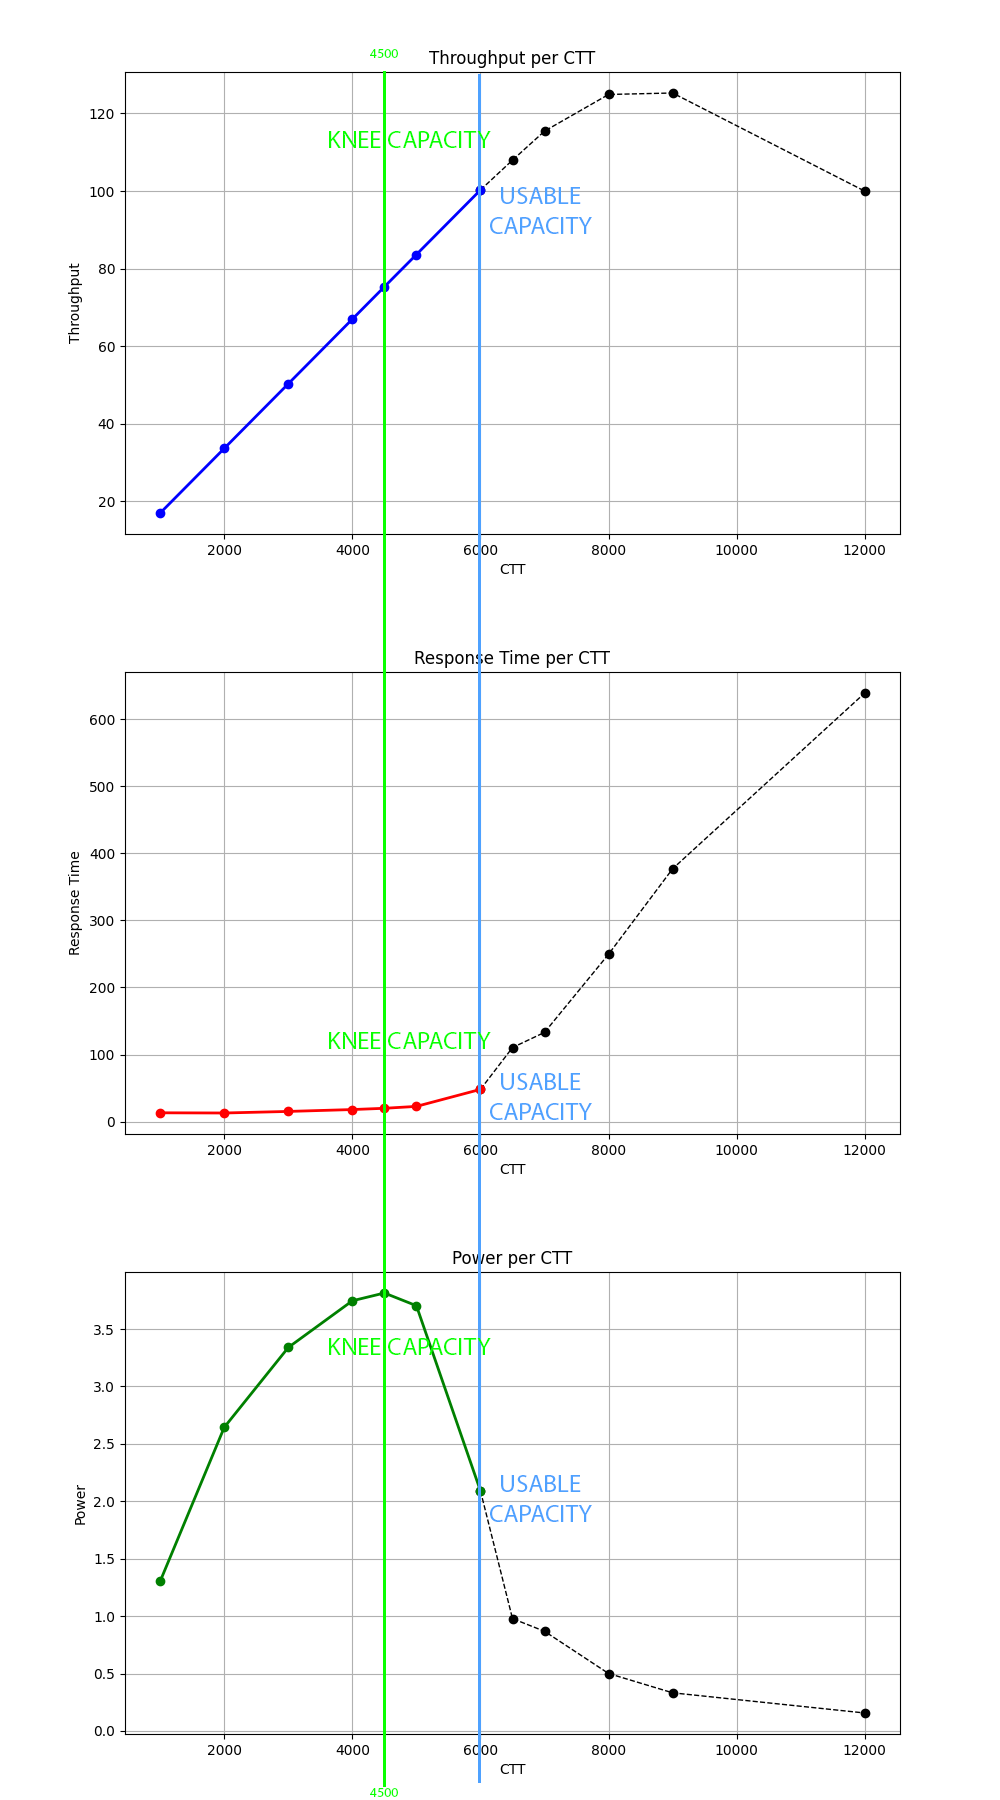 4500
Throughput per CTT
120
KNEE CAPACITY
100
USABLE
CAPACITY
80
Throughput
60
40
20
2000 4000 6000 8000 10000 12000
CTT
Response Time per CTT
600
500
400
Response Time
300
200
KNEE CAPACITY
100
USABLE
CAPACITY
0
2000 4000 6000 8000 10000 12000
CTT
Power per CTT
3.5
KNEE CAPACITY
3.0
2.5
USABLE
CAPACITY
2.0
Power
1.5
1.0
0.5
0.0
2000 4000 6000 8000 10000 12000
CTT
4500